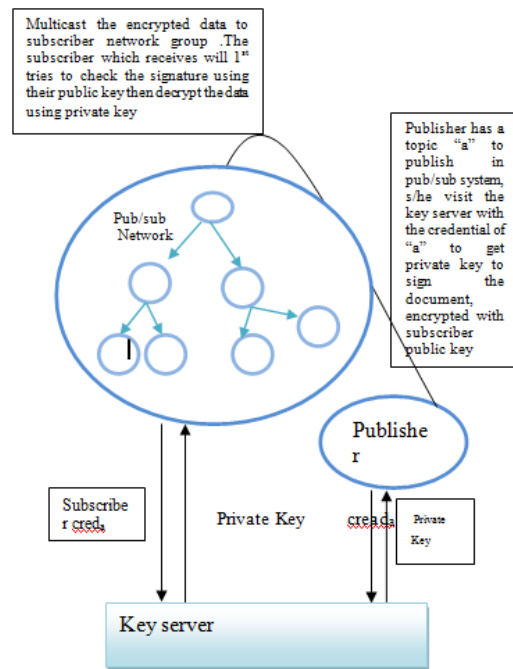 Multicast the encrypted data to
subscriber network group .The
subscriber which receives will 1st
tries to check the signature using
their public key then decrypt the data
using private key
Publisher has a
topic “a” to
publish in
pub/sub system,
s/he visit the
key server with
the credential of
“a” to get
private key to
sign the
document,
encrypted with
subscriber
public key
Pub/sub
Network
Publishe
r
Subscribe
r creda
Private Key
creada
Private
Key
Key server